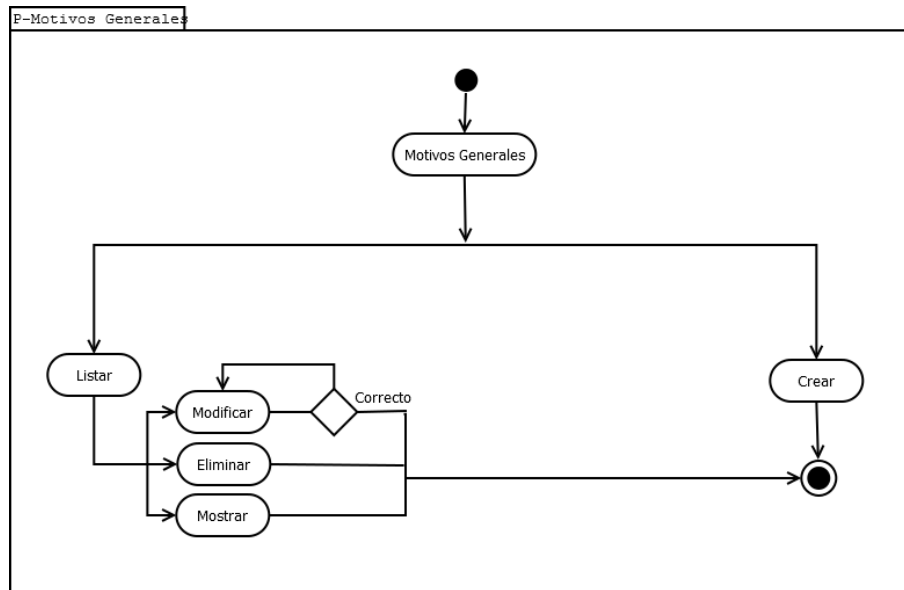 P-Motivos Generales
Motivos Generales
Listar
Crear
Correcto
Modificar
Eliminar
Mostrar